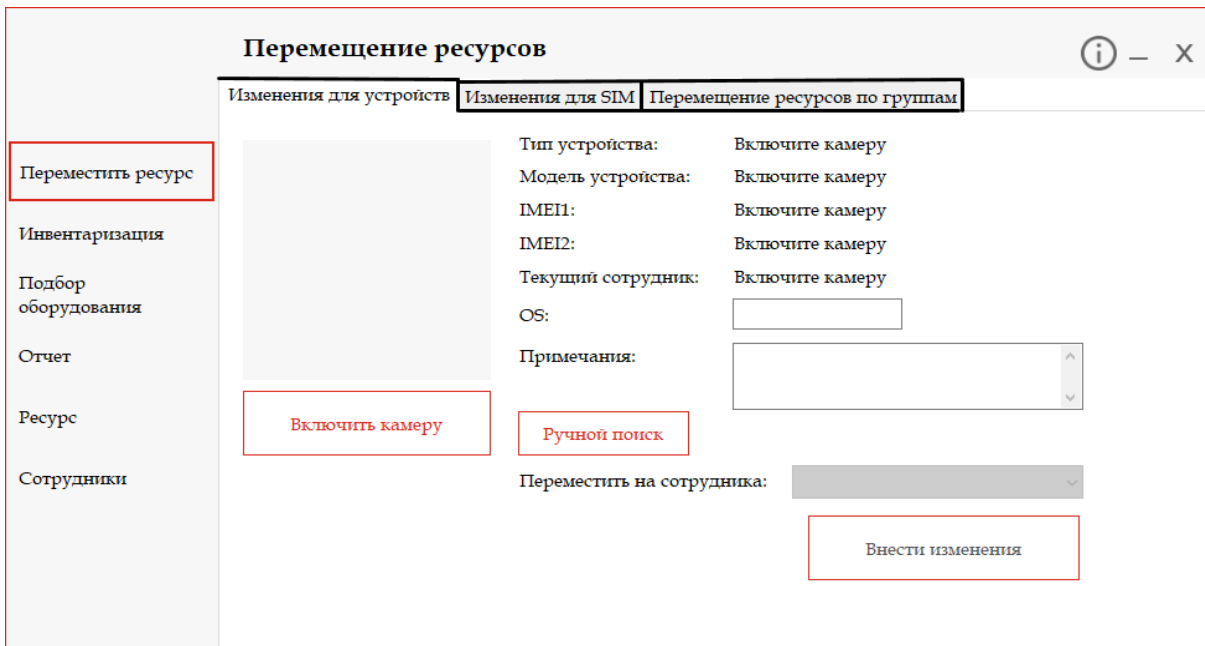 Перемещение ресурсов
i
_
X
Изменения для устройств
Изменения для SIM
Перемещение ресурсов по группам
Переместить ресурс
Инвентаризация
Подбор
оборудования
Отчет
Ресурс
Сотрудники
Включить камеру
Тип устройства: Включите камеру
Модель устройства: Включите камеру
IMEI1: Включите камеру
IMEI2: Включите камеру
Текущий сотрудник: Включите камеру
OS:
Примечания:
Ручной поиск
Переместить на сотрудника:
Внести изменения